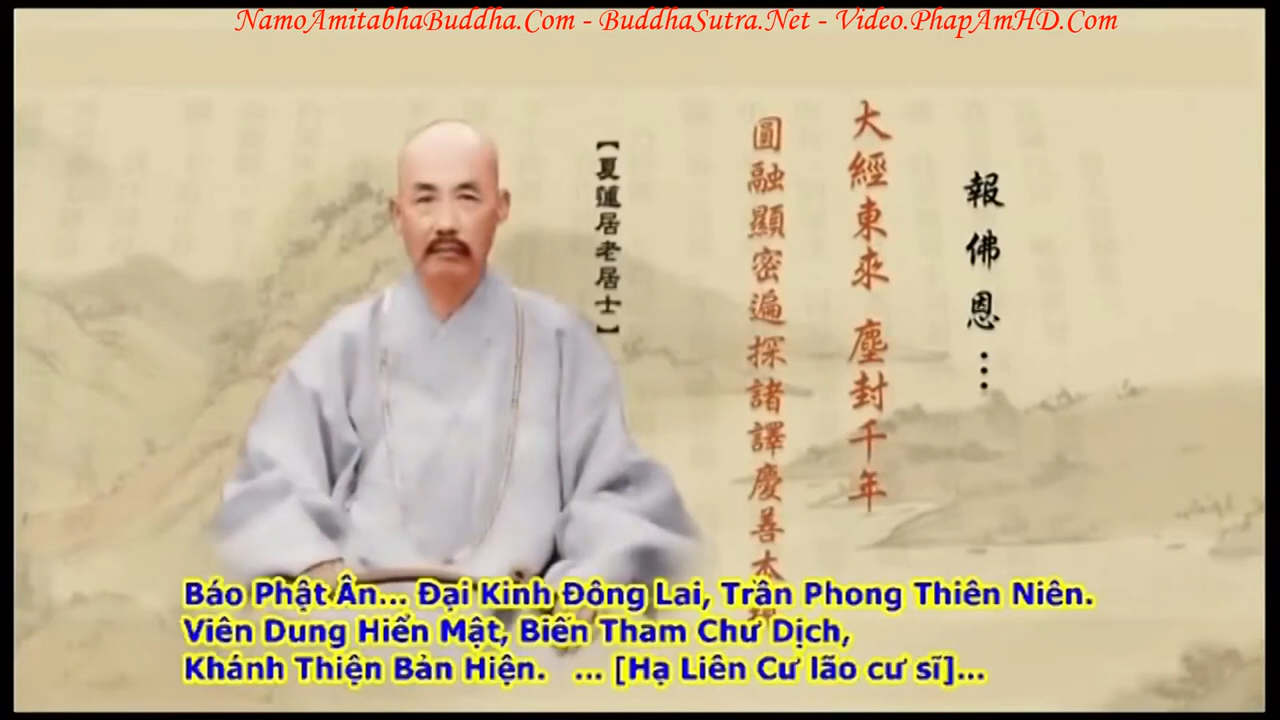 NamoAmitabhaBuddha.Com - BuddhaSutra.Net - Video.PhapAmHD.Com
報佛恩…
大經東來 塵封千年
圓融顯密遍探諸譯慶善本現
【夏蓮居老居士】
Báo Phật Ân... Đại Kinh Đông Lai, Trần Phong Thiên Niên.
Viên Dung Hiển Mật, Biến Tham Chư Dịch,
Khánh Thiện Bản Hiện. ... [Hạ Liên Cư lão cư sĩ]...